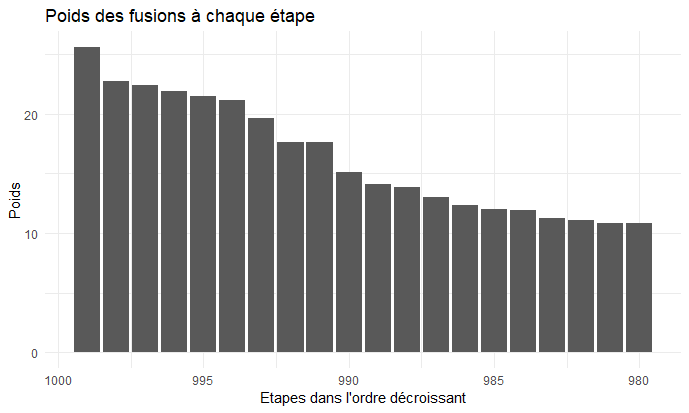 Poids des fusions à chaque étape
Poids
20
10
0
1000 995 990 985 980
Etapes dans l'ordre décroissant